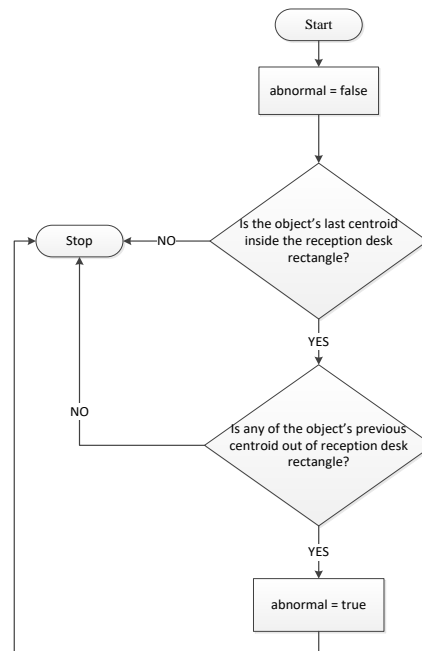 Start
abnormal = false
Is the object's last centroid
inside the reception desk
rectangle?
NO
Stop
YES
Is any of the object's previous
centroid out of reception desk
rectangle?
NO
YES
abnormal = true